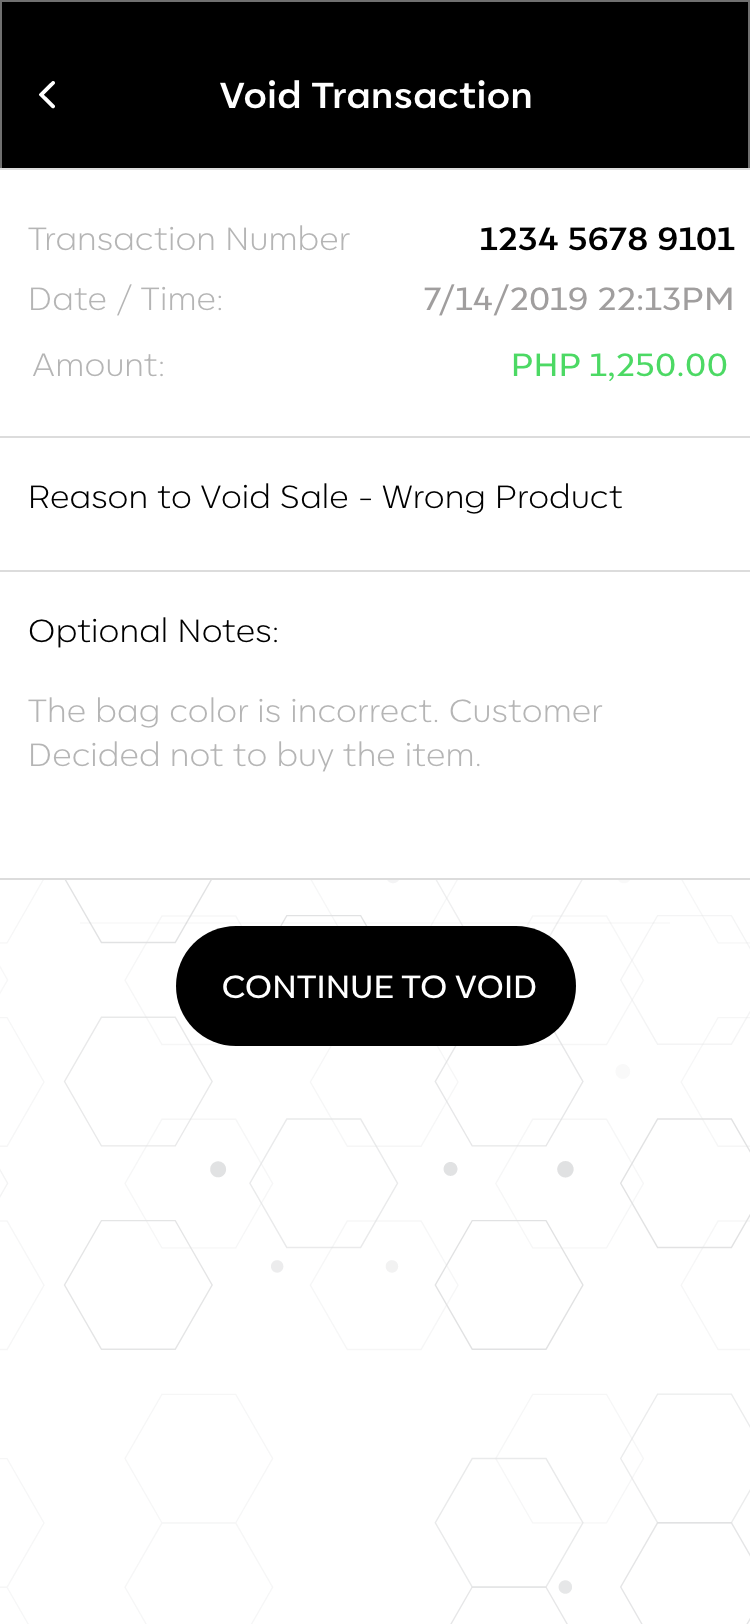 Void Transaction
Transaction Number 1234 5678 9101
Date / Time: 7/14/2019 22:13PM
Amount: PHP 1,250.00
Reason to Void Sale - Wrong Product
Optional Notes:
The bag color is incorrect. Customer
Decided not to buy the item.
CONTINUE TO VOID